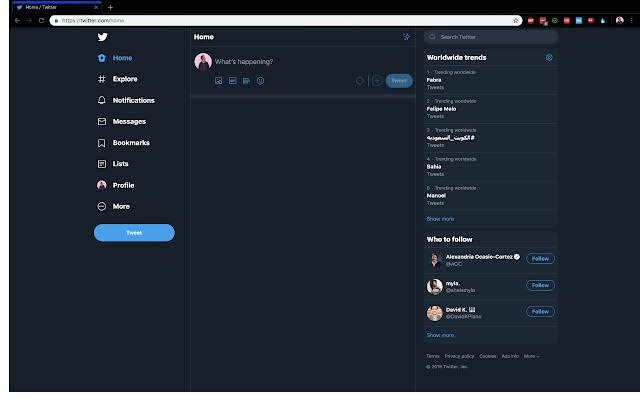 Home / Twitter
https://twitter.com/home
Home
Explore
Notifications
Messages
Bookmarks
Lists
Profile
More
Tweet
Home
What's happening?
Tweet
Search Twitter
Worldwide trends
1 · Trending worldwide
Fabra
Tweets
2 · Trending worldwide
Felipe Melo
Tweets
3 · Trending worldwide
#الكويت_السعودية
Tweets
4 · Trending worldwide
Bahia
Tweets
5 · Trending worldwide
Manoel
Tweets
Show more
Who to follow
Alexandria Ocasio-Cortez
@AOC
Follow
myla.
Follow
David K.
@DavidKPiano
Follow
Show more
Terms Privacy policy Cookies Ads info More
© 2019 Twitter, Inc.